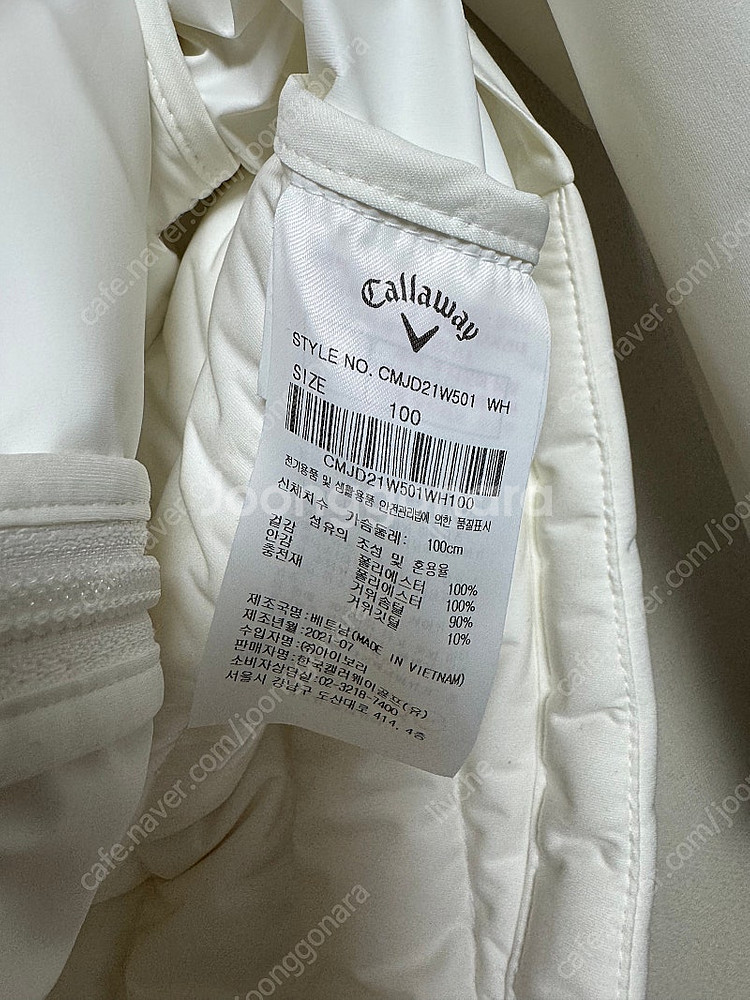 Callaway
STYLE NO. CMJD21W501 WH
SIZE
100
CMJD21W501WH100
전기용품 및 생활용품 안전관리법에 의한 품질표시
신체치수 가슴둘레: 100cm
겉감 섬유의 조성 및 혼용율
폴리에스터 100%
안감 폴리에스터 100%
충전재 거위솜털 90%
거위깃털 10%
제조국명:베트남(MADE IN VIETNAM)
제조년월:2021-07
수입자명:(주)아이보리
판매자명:한국캘러웨이골프(유)
소비자상담실:02-3218-7400
서울시 강남구 도산대로 414, 4층
Joonggonara
cafe.naver.com/joonggonara
livene